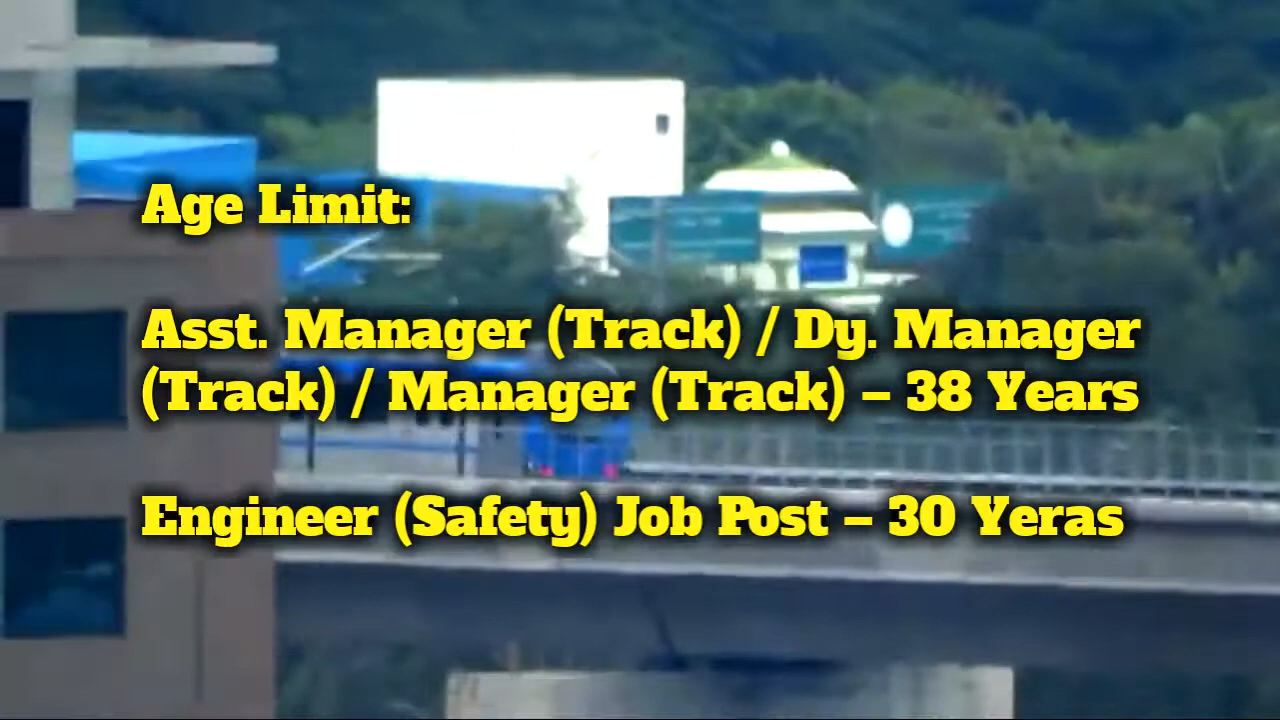 Age Limit:
Asst. Manager (Track) / Dy. Manager
(Track) / Manager (Track) – 38 Years
Engineer (Safety) Job Post – 30 Yeras